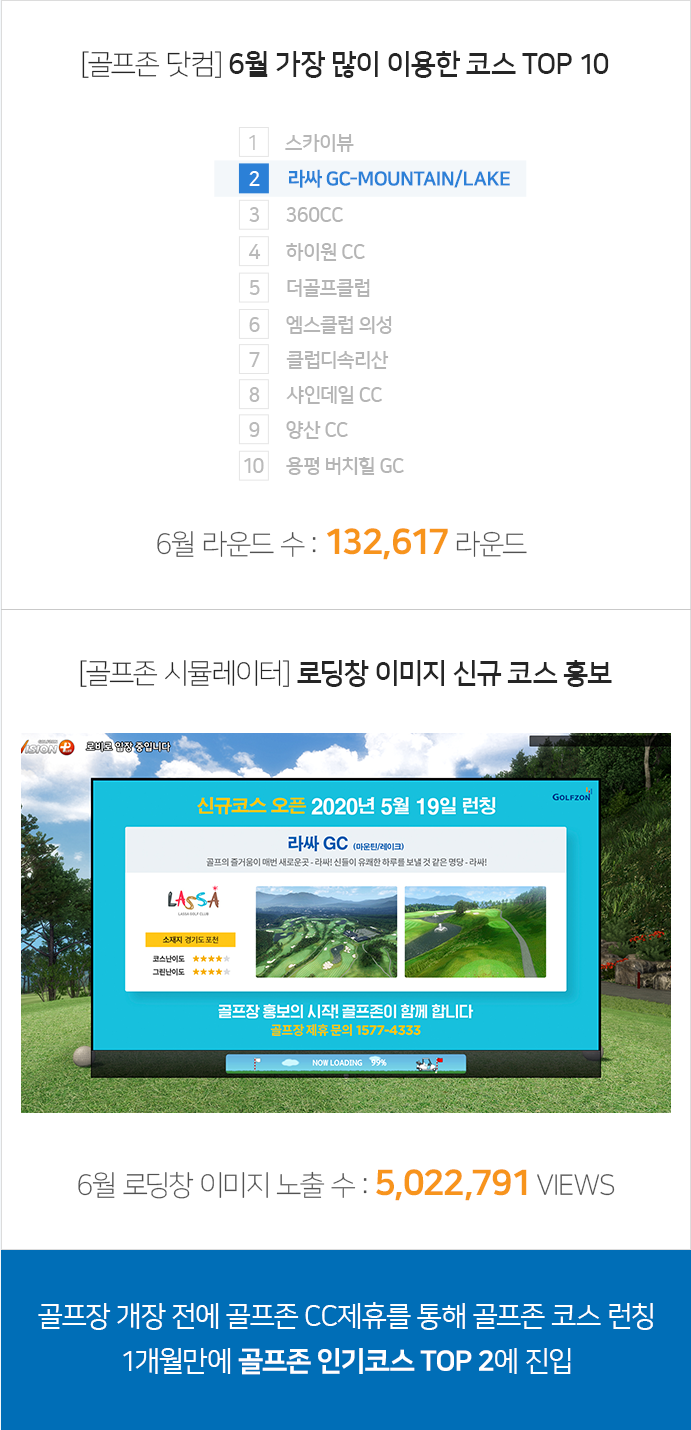 [골프존 닷컴] 6월 가장 많이 이용한 코스 TOP 10
1 스카이뷰
2 라싸 GC-MOUNTAIN/LAKE
3 360CC
4 하이원 CC
5 더골프클럽
6 엠스클럽 의성
7 클럽디속리산
8 샤인데일 CC
9 양산 CC
10 용평 버치힐 GC
6월 라운드 수 : 132,617 라운드
[골프존 시뮬레이터] 로딩창 이미지 신규 코스 홍보
로비로 입장 중입니다
신규코스 오픈 2020년 5월 19일 런칭
GOLFZON
라싸 GC (마운틴/레이크)
골프의 즐거움이 매번 새로운곳 - 라싸! 신들이 유쾌한 하루를 보낼 것 같은 명당 - 라싸!
LASSA
LASSA GOLF CLUB
소재지 경기도 포천
코스난이도 ★★★★★
그린난이도 ★★★★★
골프장 홍보의 시작! 골프존이 함께 합니다
골프장 제휴 문의 1577-4333
NOW LOADING 99%
6월 로딩창 이미지 노출 수 : 5,022,791 VIEWS
골프장 개장 전에 골프존 CC제휴를 통해 골프존 코스 런칭
1개월만에 골프존 인기코스 TOP 2에 진입